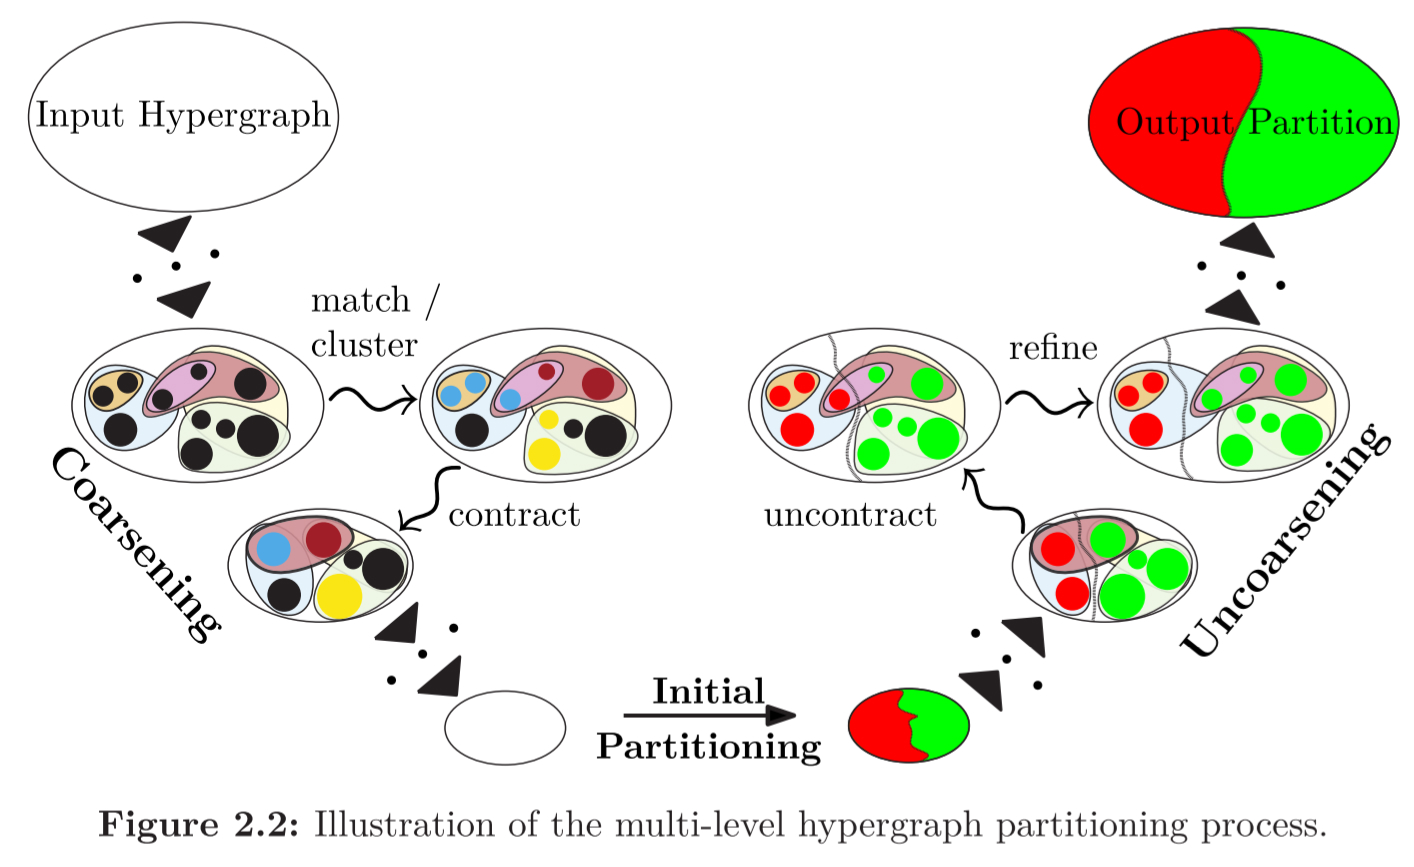 Input Hypergraph
Output Partition
match /
cluster
refine
contract
uncontract
Coarsening
Uncoarsening
Initial
Partitioning
Figure 2.2: Illustration of the multi-level hypergraph partitioning process.